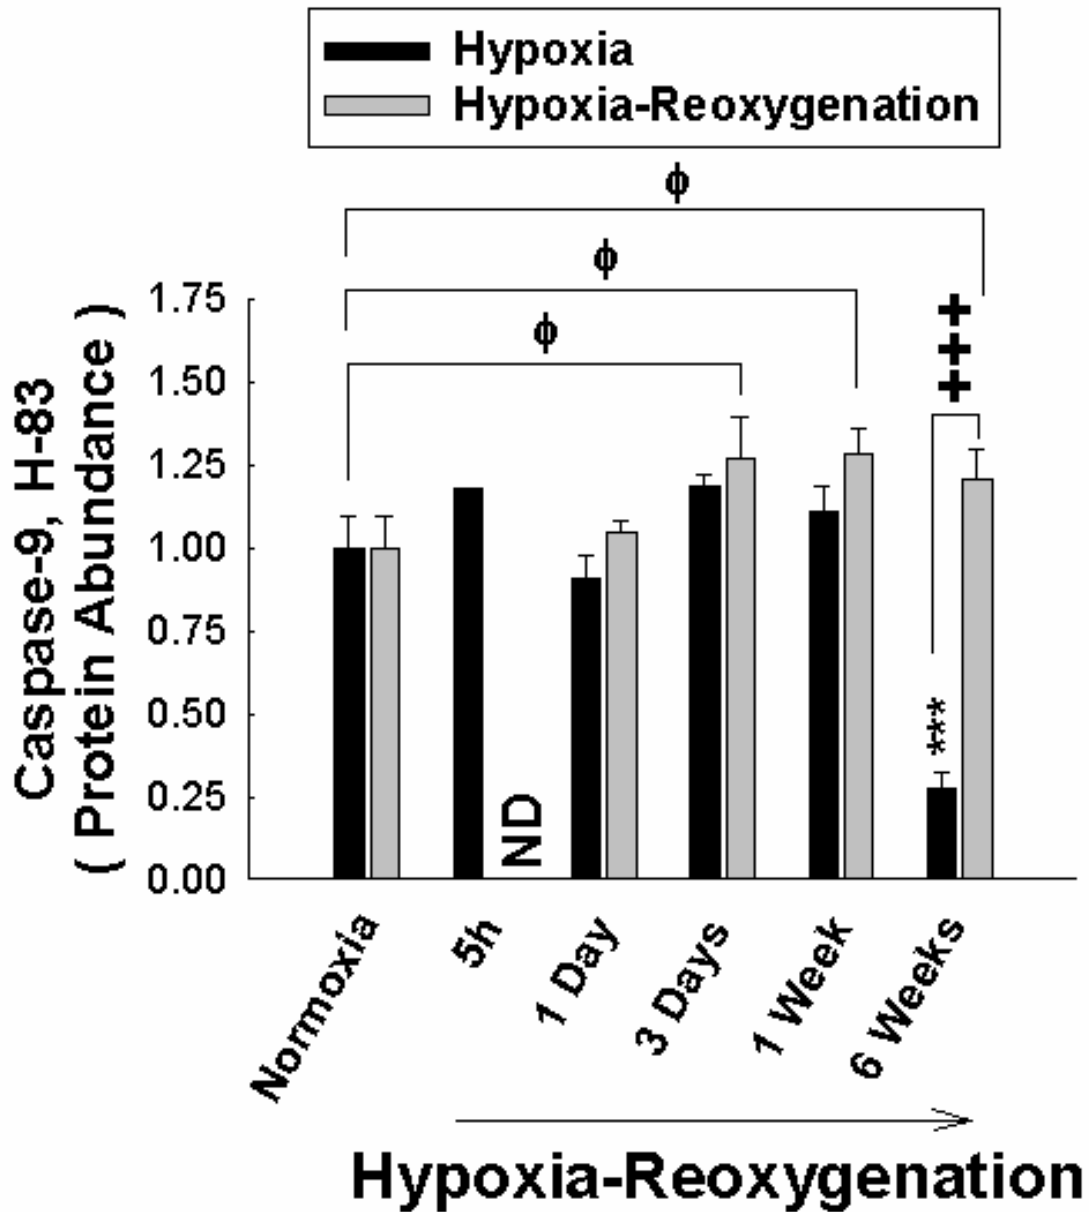 Hypoxia
Hypoxia-Reoxygenation
ϕ
ϕ
ϕ
+++
***
ND
Caspase-9, H-83
( Protein Abundance )
1.75
1.50
1.25
1.00
0.75
0.50
0.25
0.00
Normoxia
5h
1 Day
3 Days
1 Week
6 Weeks
Hypoxia-Reoxygenation